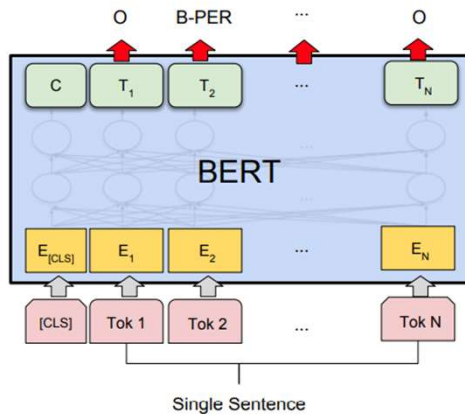 O B-PER ... O
C T1 T2 ... TN
...
BERT
...
E[CLS] E1 E2 ... EN
[CLS] Tok 1 Tok 2 ... Tok N
Single Sentence